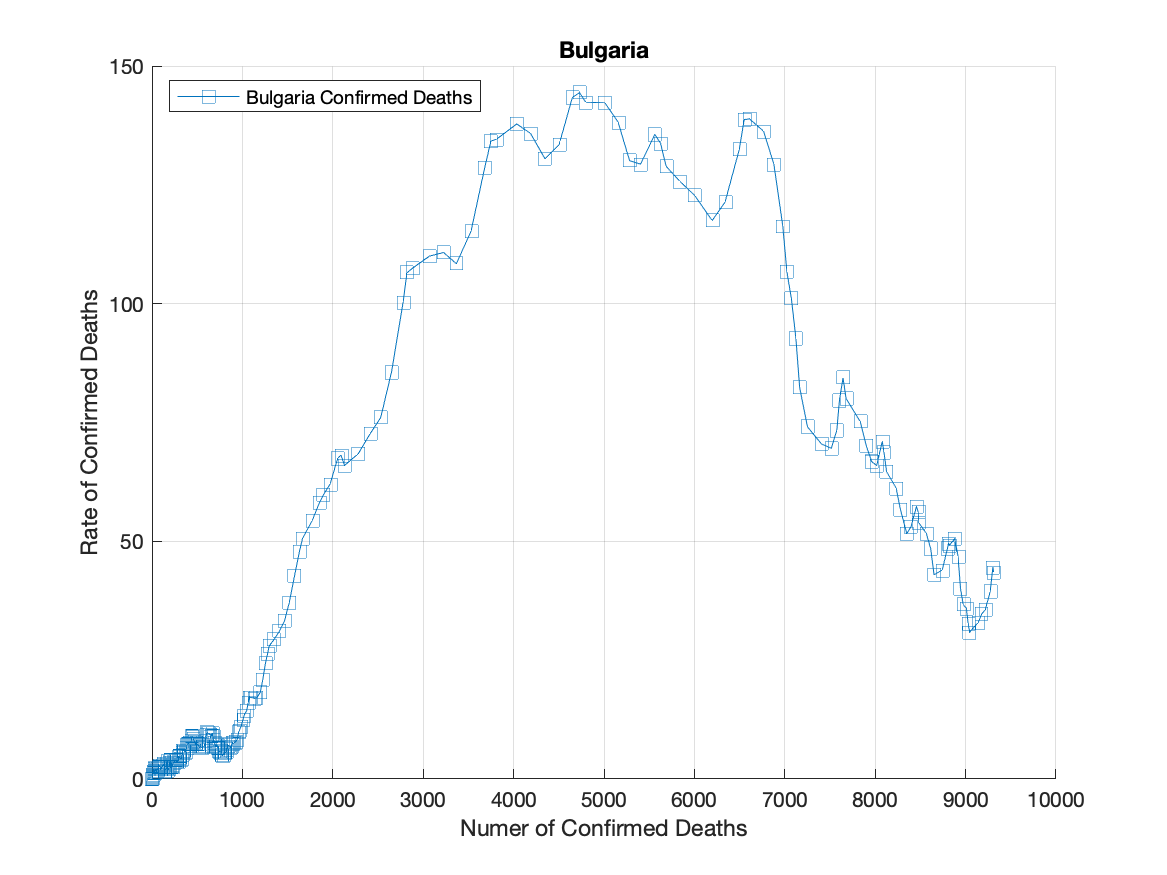 Bulgaria
150
Bulgaria Confirmed Deaths
100
50
0
Rate of Confirmed Deaths
0 1000 2000 3000 4000 5000 6000 7000 8000 9000 10000
Numer of Confirmed Deaths